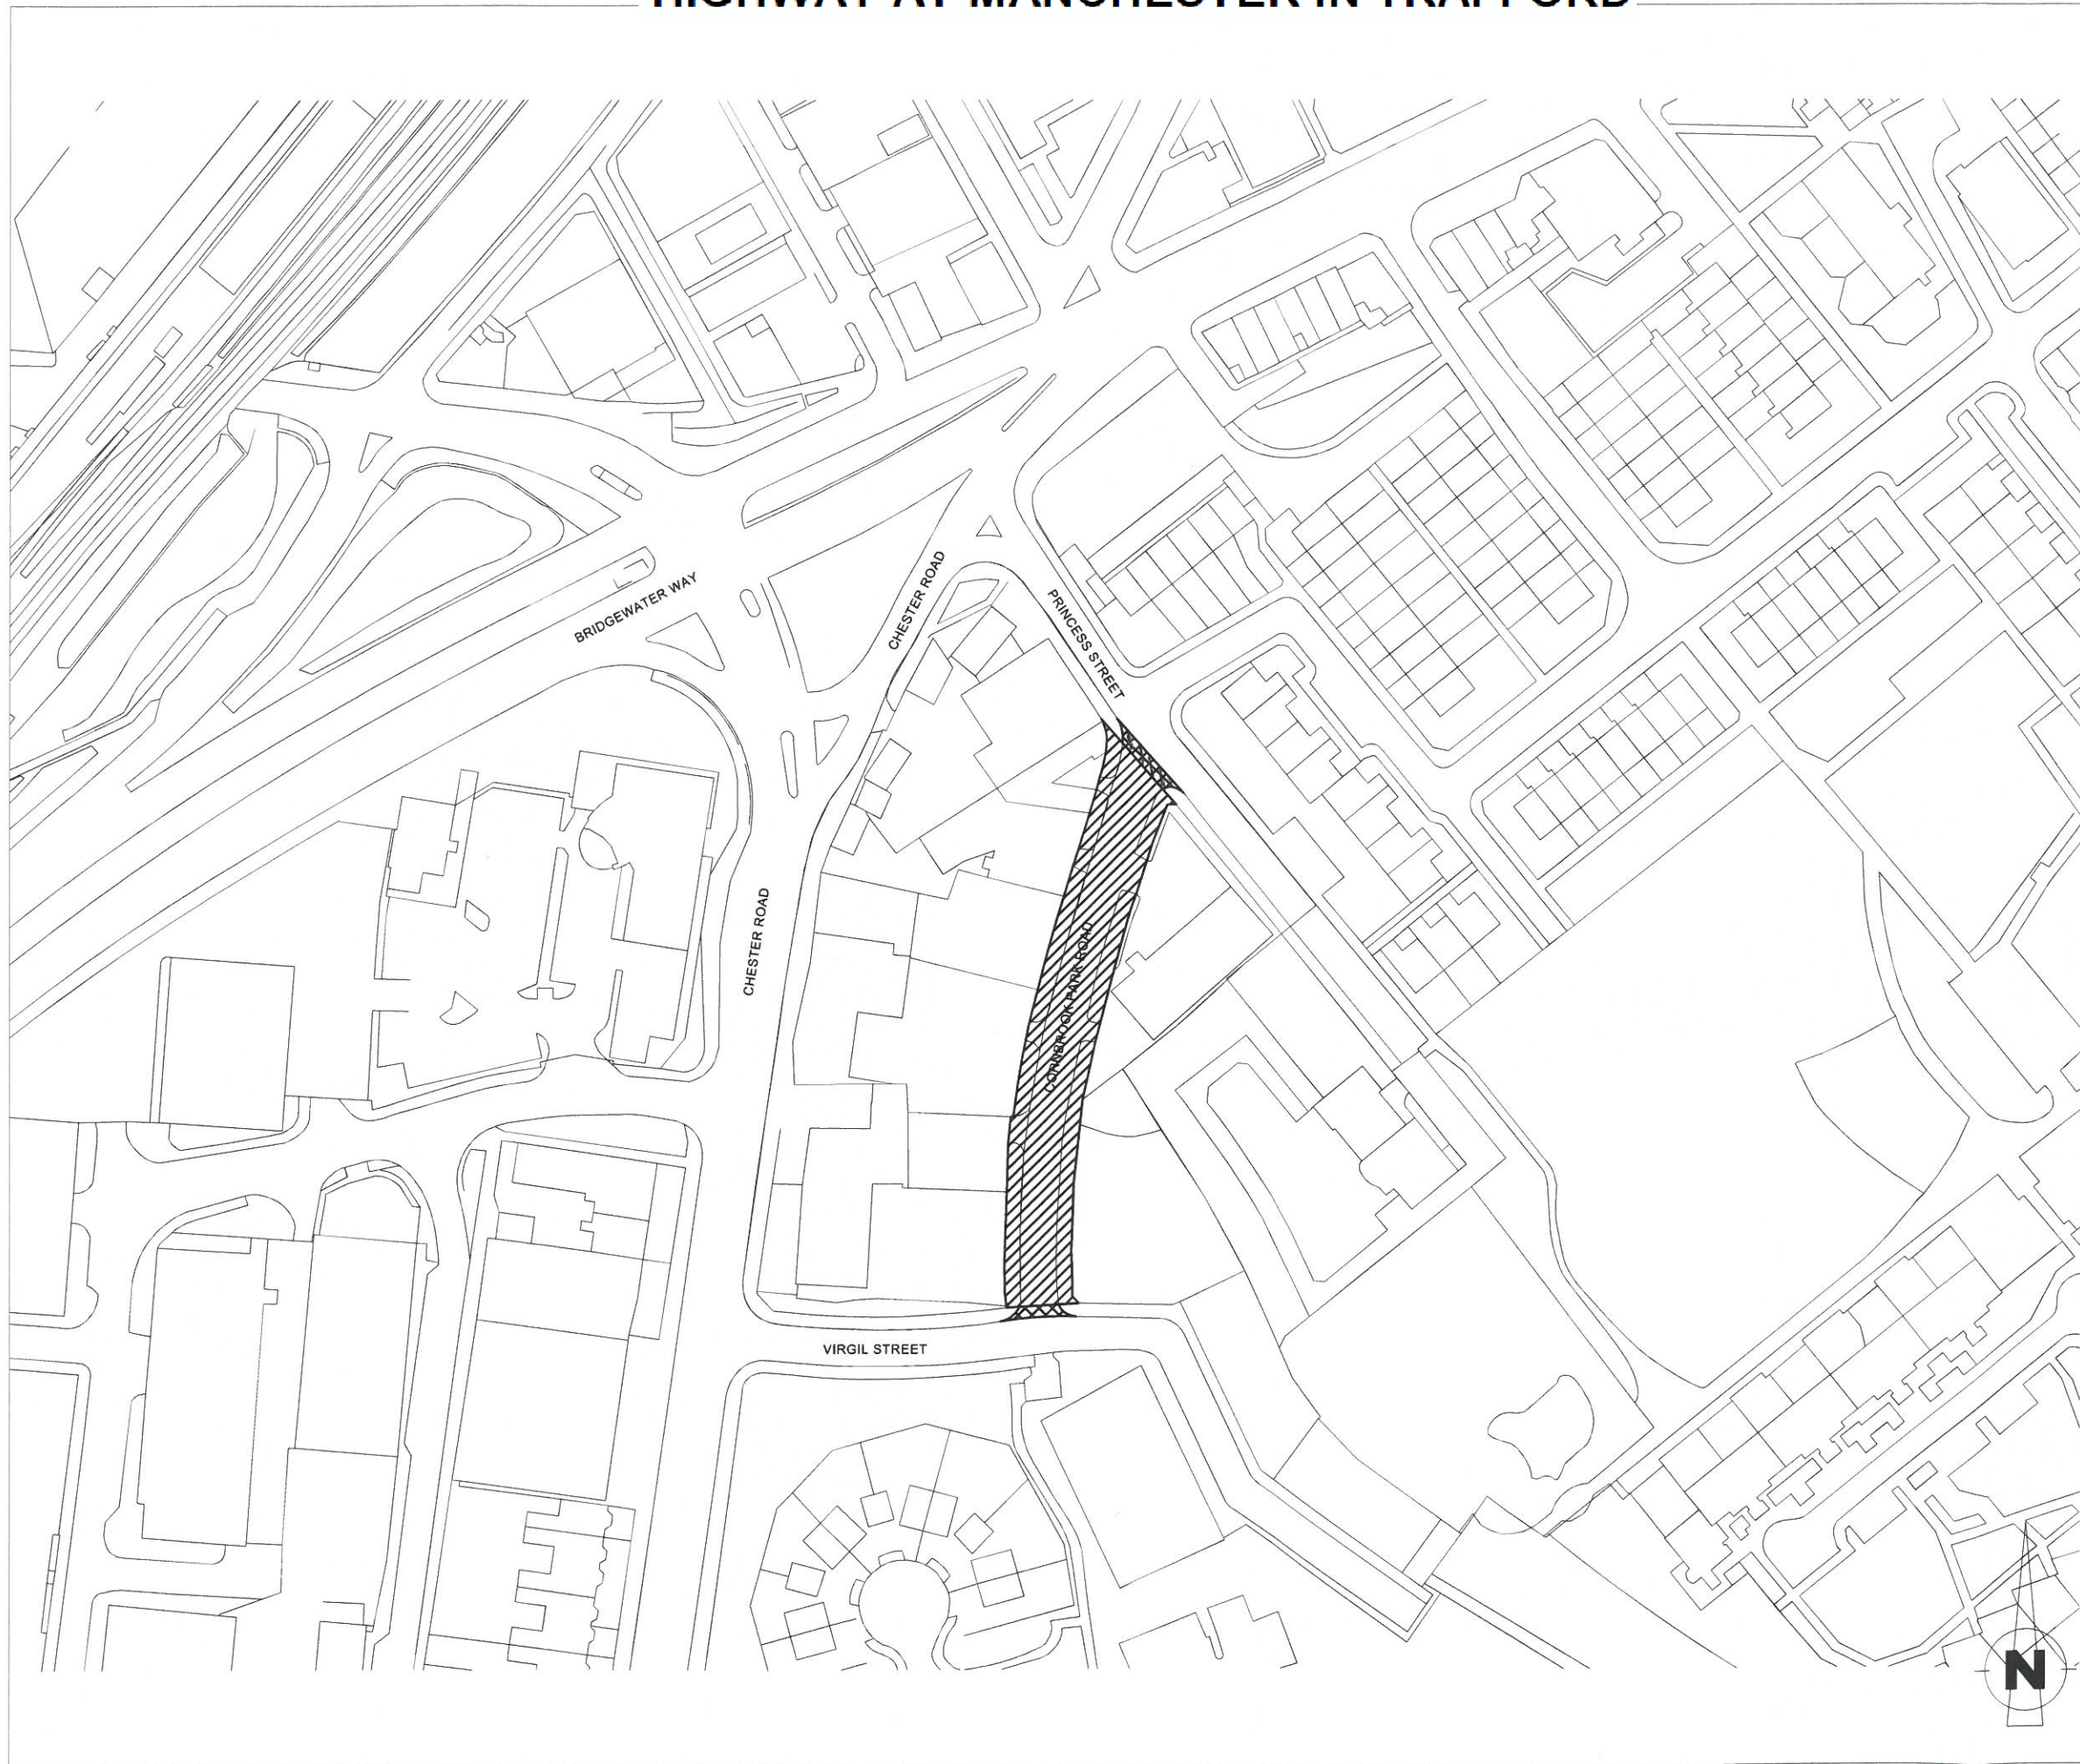 HIGHWAY AT MANCHESTER IN TRAFFORD
BRIDGEWATER WAY
CHESTER ROAD
PRINCESS STREET
CHESTER ROAD
CORNBROOK PARK ROAD
VIRGIL STREET
N